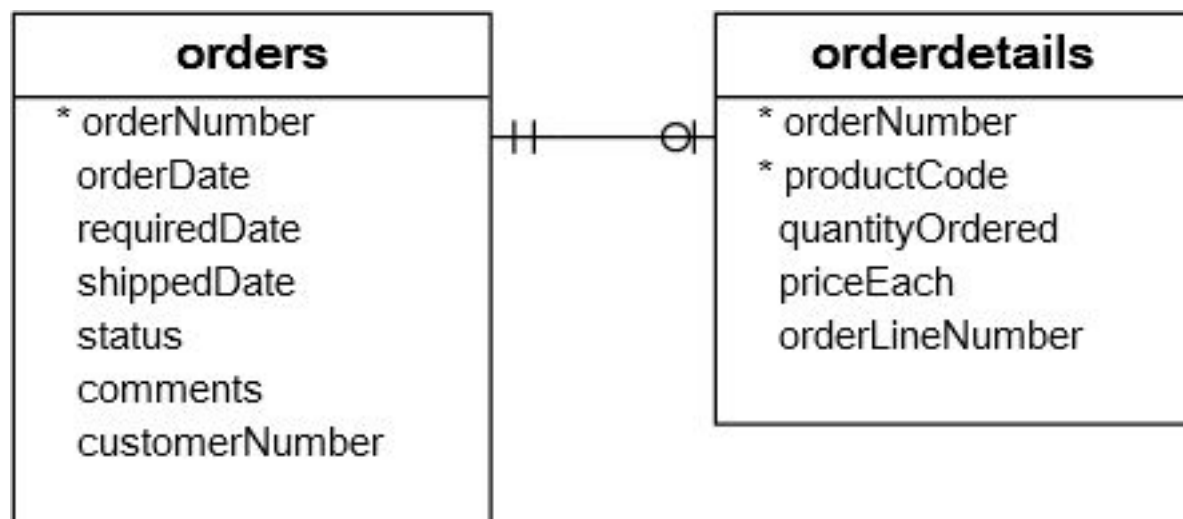 orders
* orderNumber
orderDate
requiredDate
shippedDate
status
comments
customerNumber
orderdetails
* orderNumber
* productCode
quantityOrdered
priceEach
orderLineNumber